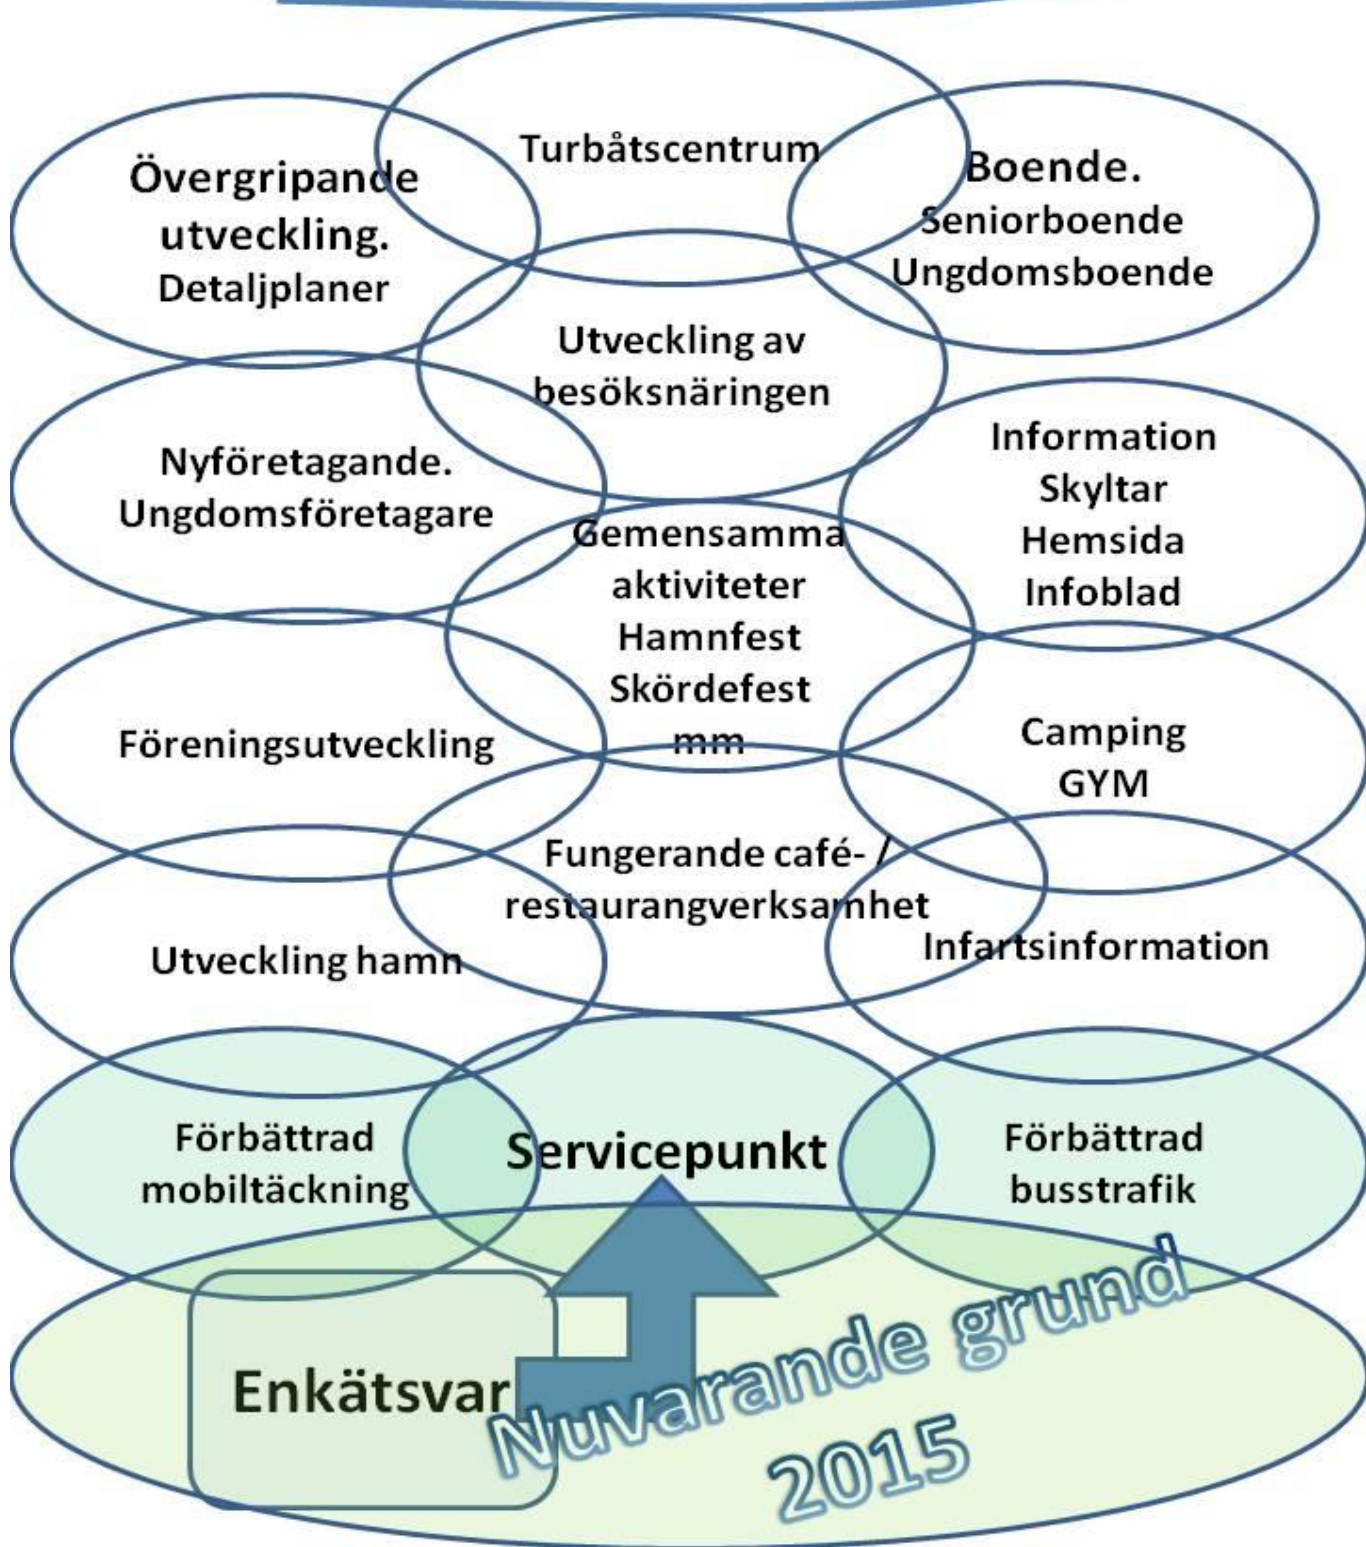 Turbåtscentrum
Övergripande
utveckling.
Detaljplaner
Boende.
Seniorboende
Ungdomsboende
Utveckling av
besöksnäringen
Nyföretagande.
Ungdomsföretagare
Information
Skyltar
Hemsida
Infoblad
Gemensamma
aktiviteter
Hamnfest
Skördefest
mm
Föreningsutveckling
Camping
GYM
Fungerande café- /
restaurangverksamhet
Utveckling hamn
Infartsinformation
Förbättrad
mobiltäckning
Servicepunkt
Förbättrad
busstrafik
Enkätsvar
Nuvarande grund
2015